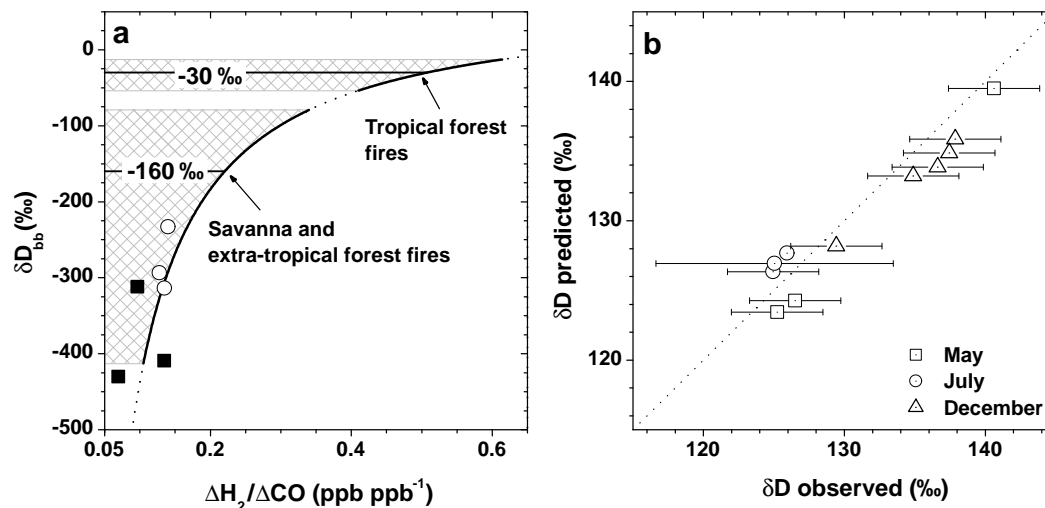 a
0
-100
-200
-300
-400
-500
δD_bb (‰)
-30 ‰
Tropical forest
fires
-160 ‰
Savanna and
extra-tropical forest fires
0.05
0.2
0.4
0.6
ΔH₂/ΔCO (ppb ppb⁻¹)
b
140
130
120
δD predicted (‰)
May
July
December
120
130
140
δD observed (‰)